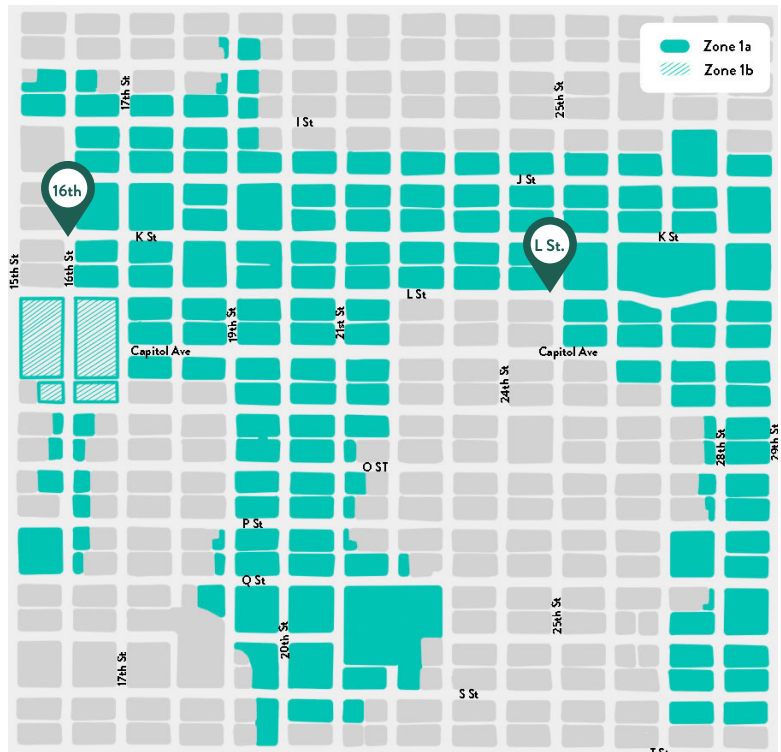 Zone 1a
Zone 1b
17th St
25th St
I St
J St
16th
K St
L St.
K St
15th St
16th St
L St
19th St
21st St
Capitol Ave
Capitol Ave
24th St
28th St
29th St
O ST
P St
Q St
20th St
25th St
17th St
S St
T St